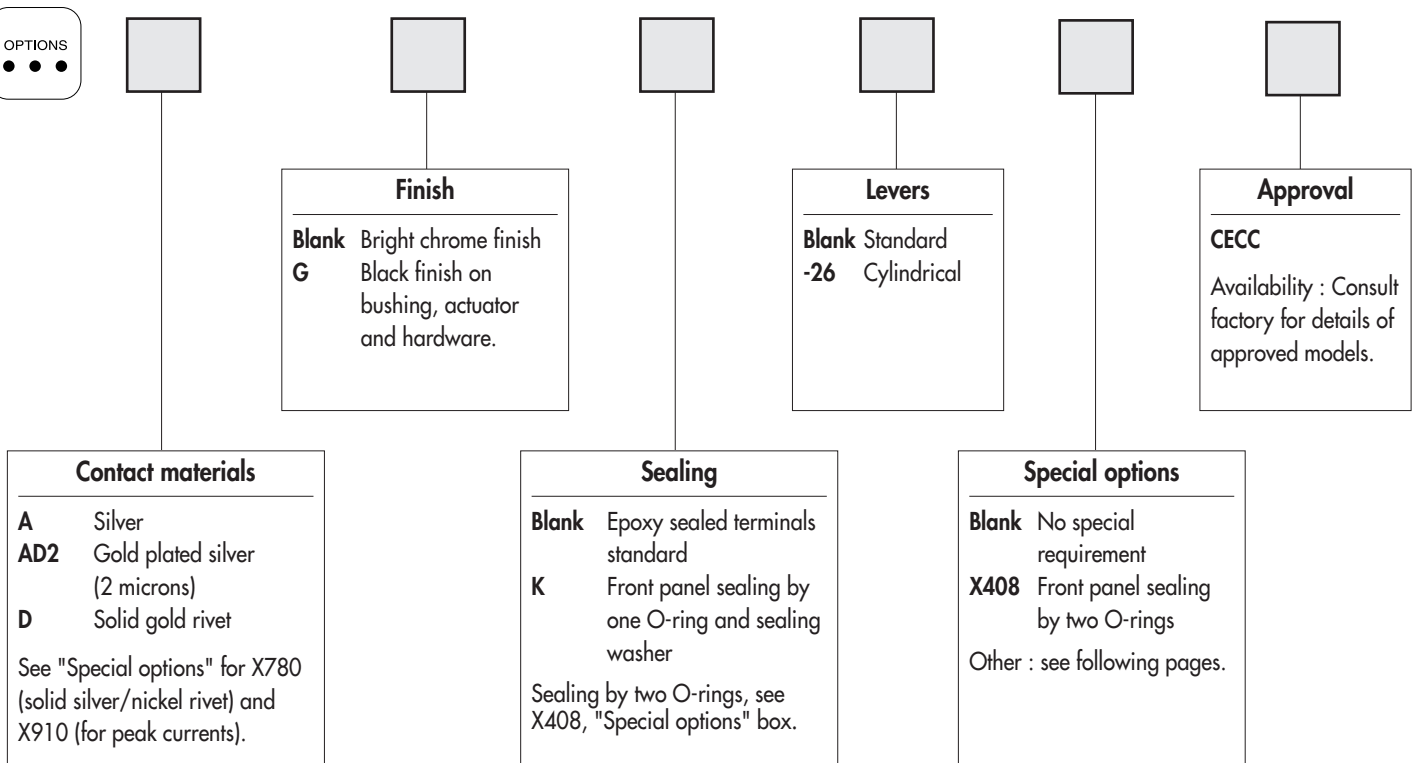 OPTIONS
Finish
Blank Bright chrome finish
G Black finish on
bushing, actuator
and hardware.
Levers
Blank Standard
-26 Cylindrical
Approval
CECC
Availability : Consult
factory for details of
approved models.
Contact materials
A Silver
AD2 Gold plated silver
(2 microns)
D Solid gold rivet
See "Special options" for X780
(solid silver/nickel rivet) and
X910 (for peak currents).
Sealing
Blank Epoxy sealed terminals
standard
K Front panel sealing by
one O-ring and sealing
washer
Sealing by two O-rings, see
X408, "Special options" box.
Special options
Blank No special
requirement
X408 Front panel sealing
by two O-rings
Other : see following pages.